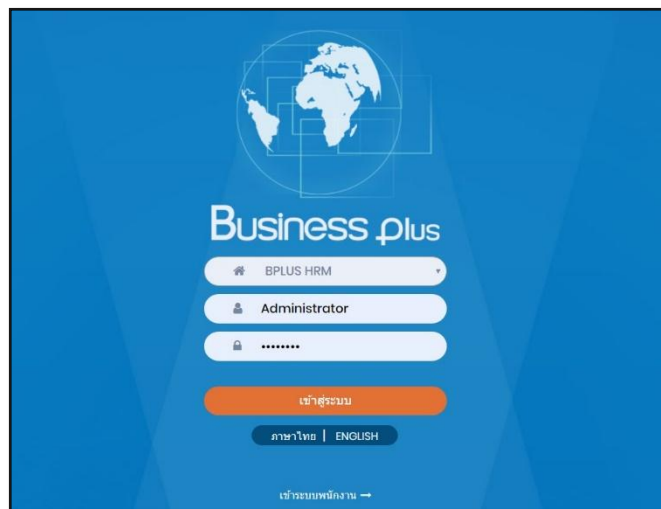 Business Plus
BPLUS HRM
Administrator
••••••••
เข้าสู่ระบบ
ภาษาไทย | ENGLISH
เข้าระบบพนักงาน →